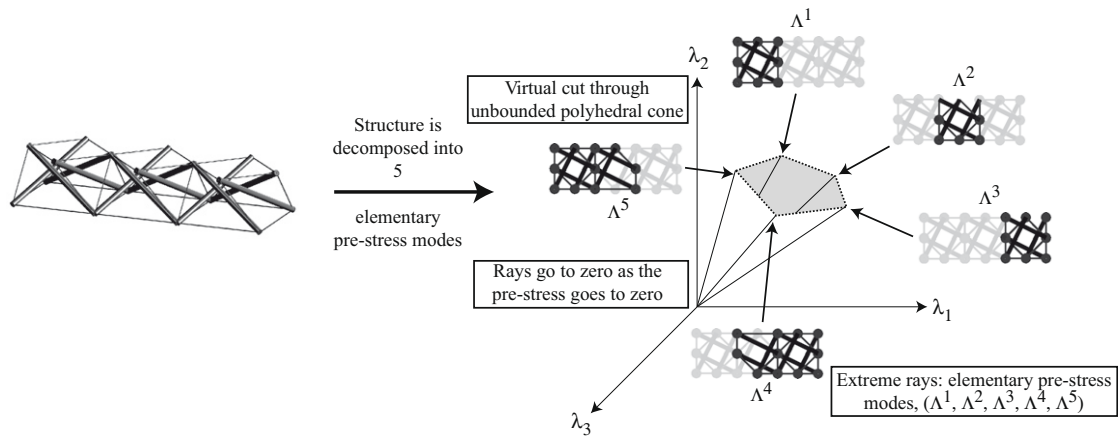 Λ¹
λ₂
Virtual cut through
unbounded polyhedral cone
Λ²
Structure is
decomposed into
5
elementary
pre-stress modes
Λ⁵
Λ³
Rays go to zero as the
pre-stress goes to zero
λ₁
Λ⁴
Extreme rays: elementary pre-stress
modes, (Λ¹, Λ², Λ³, Λ⁴, Λ⁵)
λ₃